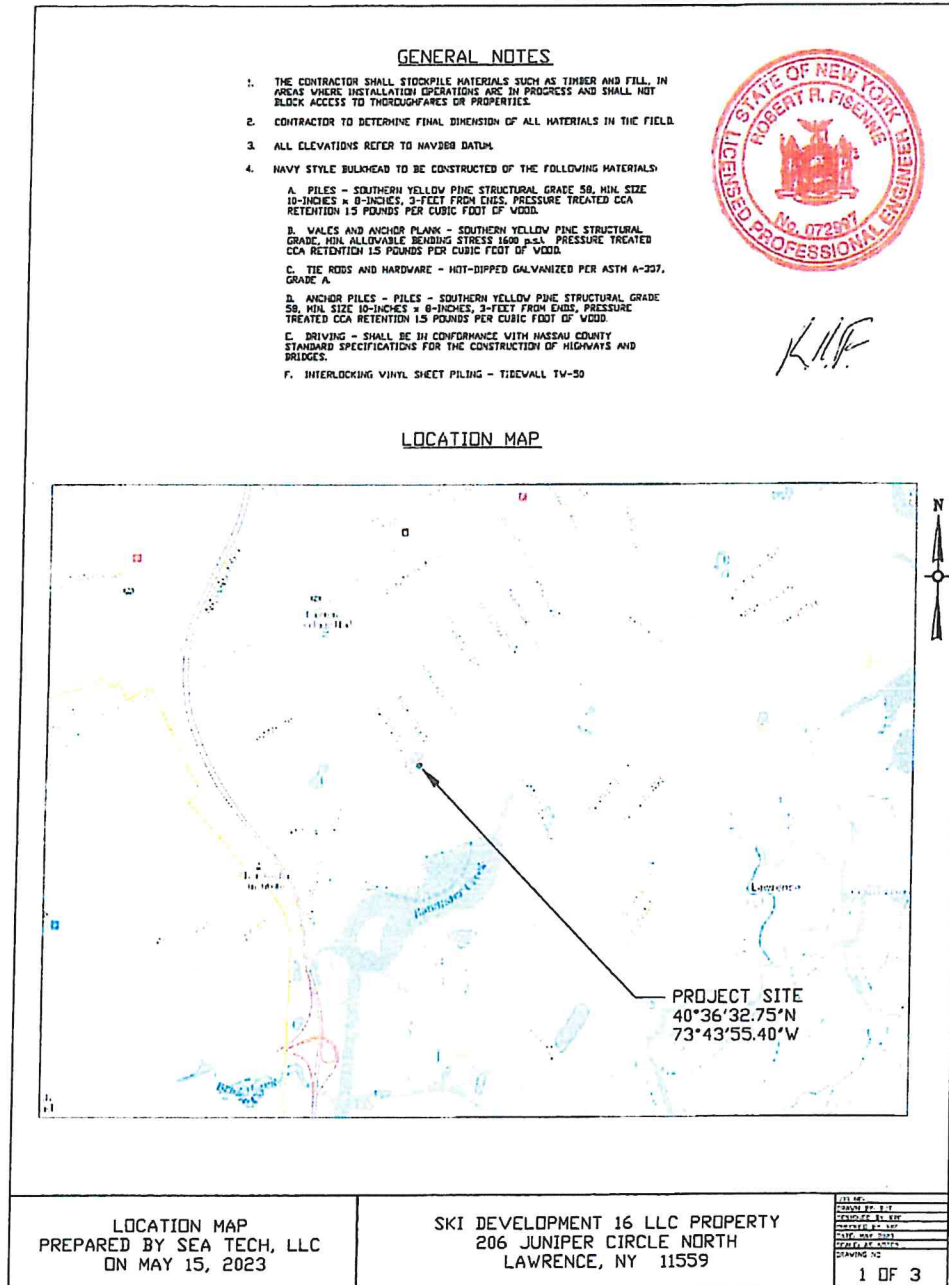 GENERAL NOTES
1. THE CONTRACTOR SHALL STOCKPILE MATERIALS SUCH AS TIMBER AND FILL, IN
AREAS WHERE INSTALLATION OPERATIONS ARE IN PROGRESS AND SHALL NOT
BLOCK ACCESS TO THOROUGHFARES OR PROPERTIES.
2. CONTRACTOR TO DETERMINE FINAL DIMENSION OF ALL MATERIALS IN THE FIELD.
3. ALL ELEVATIONS REFER TO NAVD88 DATUM.
4. NAVY STYLE BULKHEAD TO BE CONSTRUCTED OF THE FOLLOWING MATERIALS:
A. PILES - SOUTHERN YELLOW PINE STRUCTURAL GRADE 58, MIN. SIZE
10-INCHES x 8-INCHES, 3-FEET FROM ENDS, PRESSURE TREATED CCA
RETENTION 1.5 POUNDS PER CUBIC FOOT OF WOOD.
B. WALES AND ANCHOR PLANK - SOUTHERN YELLOW PINE STRUCTURAL
GRADE, MIN. ALLOWABLE BENDING STRESS 1600 p.s.i. PRESSURE TREATED
CCA RETENTION 1.5 POUNDS PER CUBIC FOOT OF WOOD.
C. TIE RODS AND HARDWARE - HOT-DIPPED GALVANIZED PER ASTM A-337,
GRADE A.
D. ANCHOR PILES - PILES - SOUTHERN YELLOW PINE STRUCTURAL GRADE
58, MIN. SIZE 10-INCHES x 8-INCHES, 3-FEET FROM ENDS, PRESSURE
TREATED CCA RETENTION 1.5 POUNDS PER CUBIC FOOT OF WOOD.
E. DRIVING - SHALL BE IN CONFORMANCE WITH NASSAU COUNTY
STANDARD SPECIFICATIONS FOR THE CONSTRUCTION OF HIGHWAYS AND
BRIDGES.
F. INTERLOCKING VINYL SHEET PILING - TIDEWALL TW-50
STATE OF NEW YORK
ROBERT R. FISENNE
No. 072997
LICENSED PROFESSIONAL ENGINEER
LOCATION MAP
N
Bannister Creek
Lawrence
PROJECT SITE
40°36'32.75"N
73°43'55.40"W
LOCATION MAP
PREPARED BY SEA TECH, LLC
ON MAY 15, 2023
SKI DEVELOPMENT 16 LLC PROPERTY
206 JUNIPER CIRCLE NORTH
LAWRENCE, NY 11559
DRAWING NO
1 OF 3